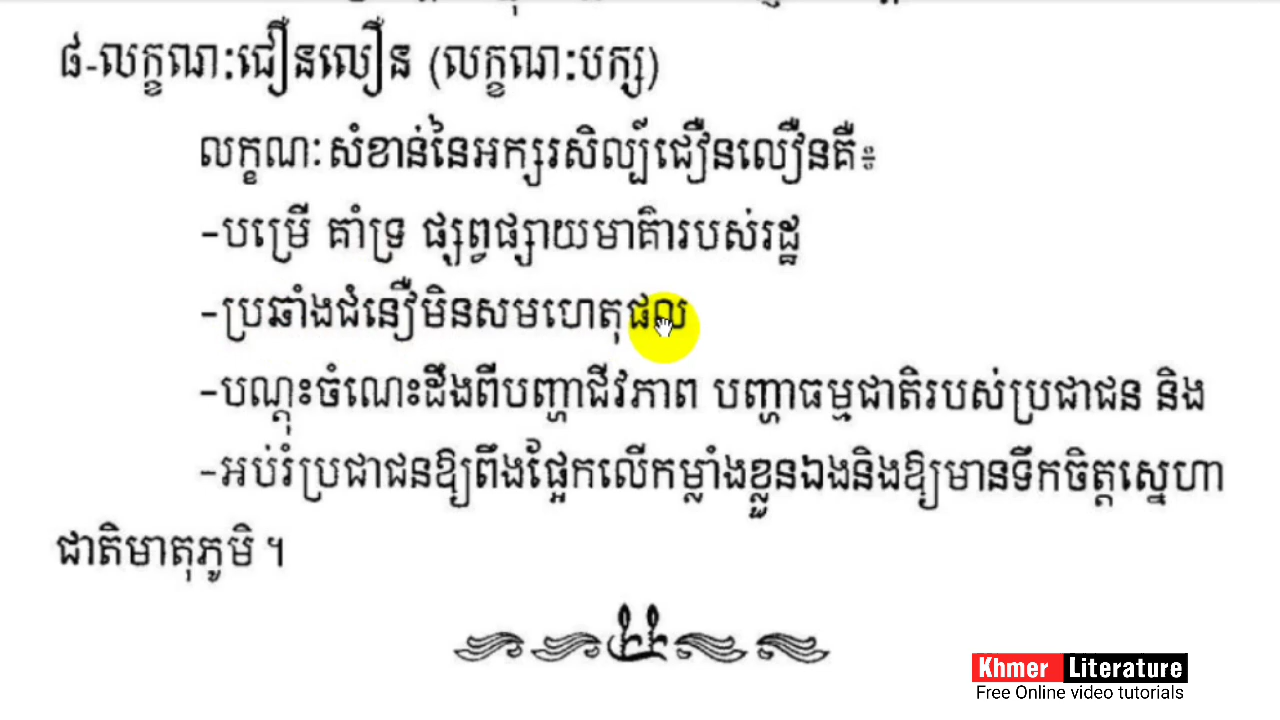 ៨-លក្ខណៈជឿនលឿន (លក្ខណៈបក្ស)
លក្ខណៈសំខាន់នៃអក្សរសិល្ប៍ជឿនលឿនគឺ៖
-បម្រើ គាំទ្រ ផ្សព្វផ្សាយមាគ៌ារបស់រដ្ឋ
-ប្រឆាំងជំនឿមិនសមហេតុផល
-បណ្តុះចំណេះដឹងពីបញ្ហាជីវភាព បញ្ហាធម្មជាតិរបស់ប្រជាជន និង
-អប់រំប្រជាជនឱ្យពឹងផ្អែកលើកម្លាំងខ្លួនឯងនិងឱ្យមានទឹកចិត្តស្នេហា
ជាតិមាតុភូមិ ។
Khmer Literature
Free Online video tutorials